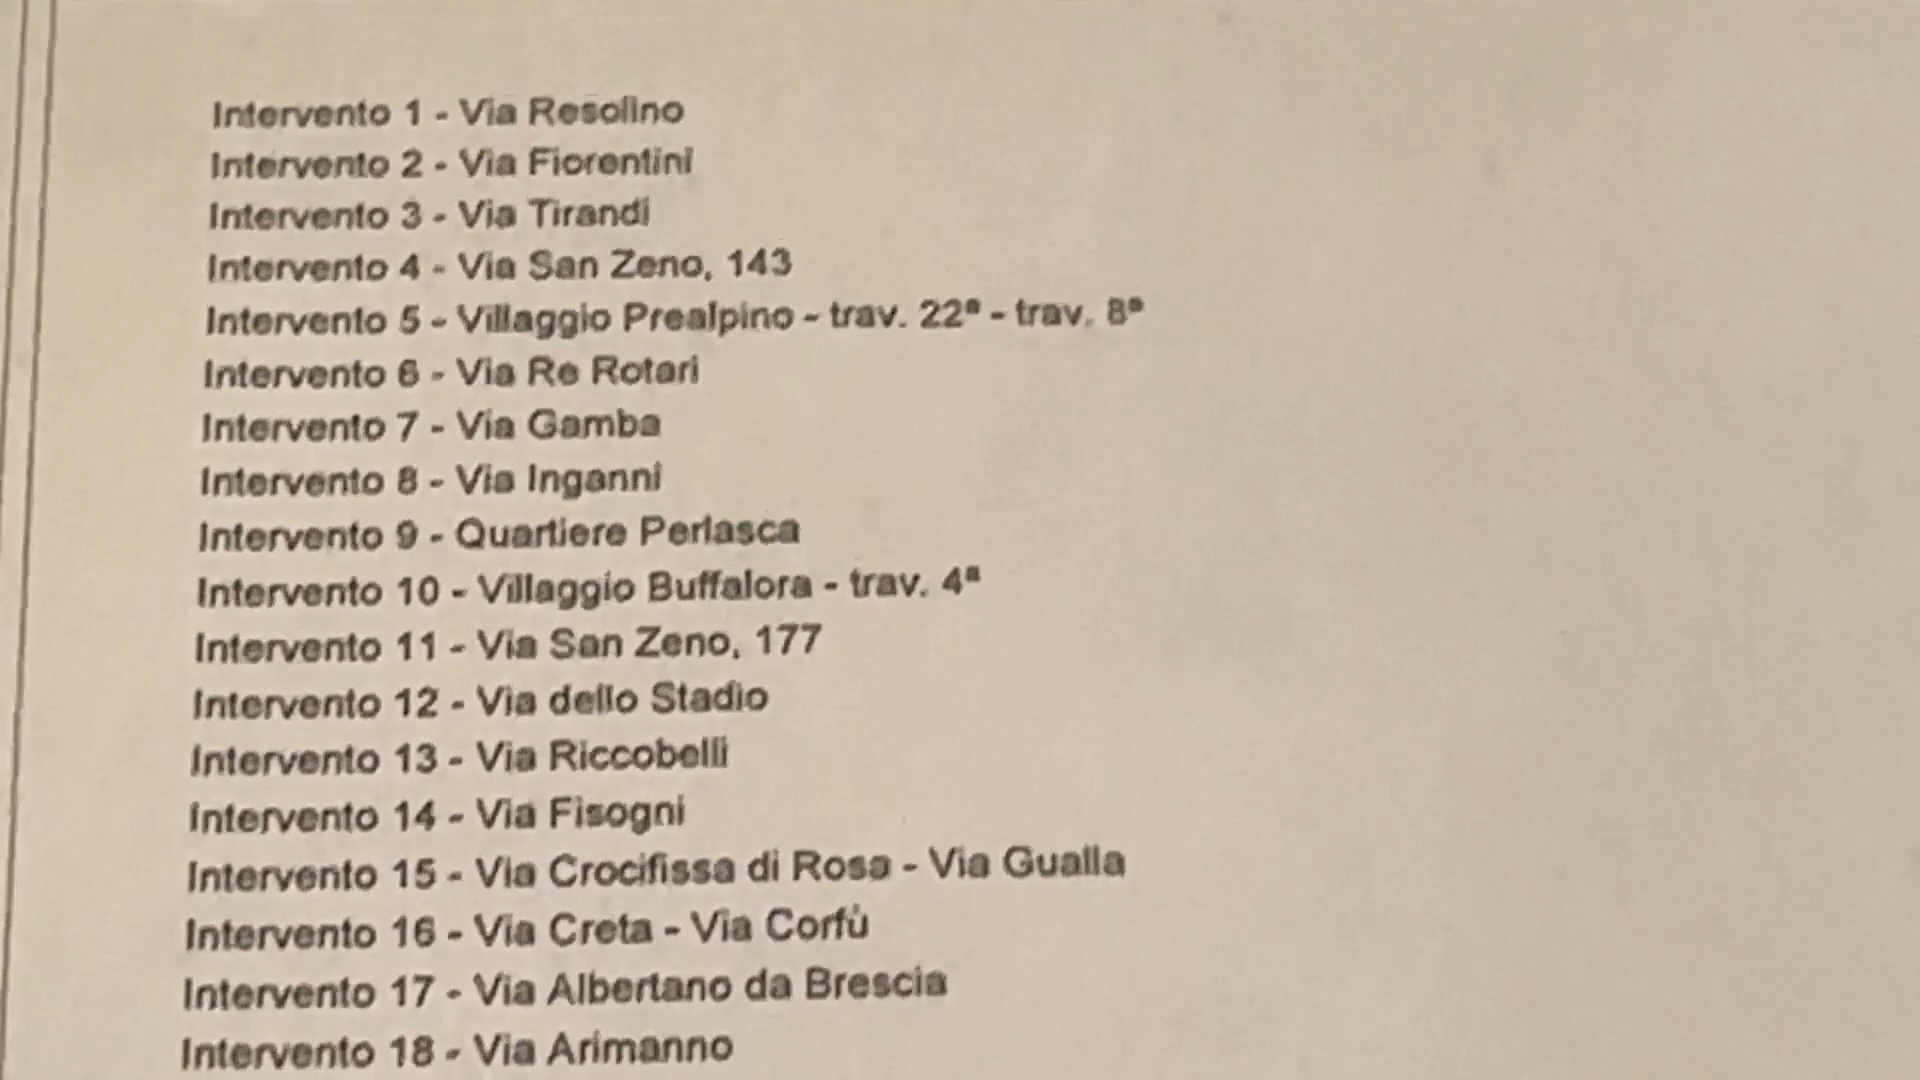 Intervento 1 - Via Resolino
Intervento 2 - Via Fiorentini
Intervento 3 - Via Tirandi
Intervento 4 - Via San Zeno, 143
Intervento 5 - Villaggio Prealpino - trav. 22ª - trav. 8ª
Intervento 6 - Via Re Rotari
Intervento 7 - Via Gamba
Intervento 8 - Via Inganni
Intervento 9 - Quartiere Perlasca
Intervento 10 - Villaggio Buffalora - trav. 4ª
Intervento 11 - Via San Zeno, 177
Intervento 12 - Via dello Stadio
Intervento 13 - Via Riccobelli
Intervento 14 - Via Fisogni
Intervento 15 - Via Crocifissa di Rosa - Via Gualla
Intervento 16 - Via Creta - Via Corfù
Intervento 17 - Via Albertano da Brescia
Intervento 18 - Via Arimanno